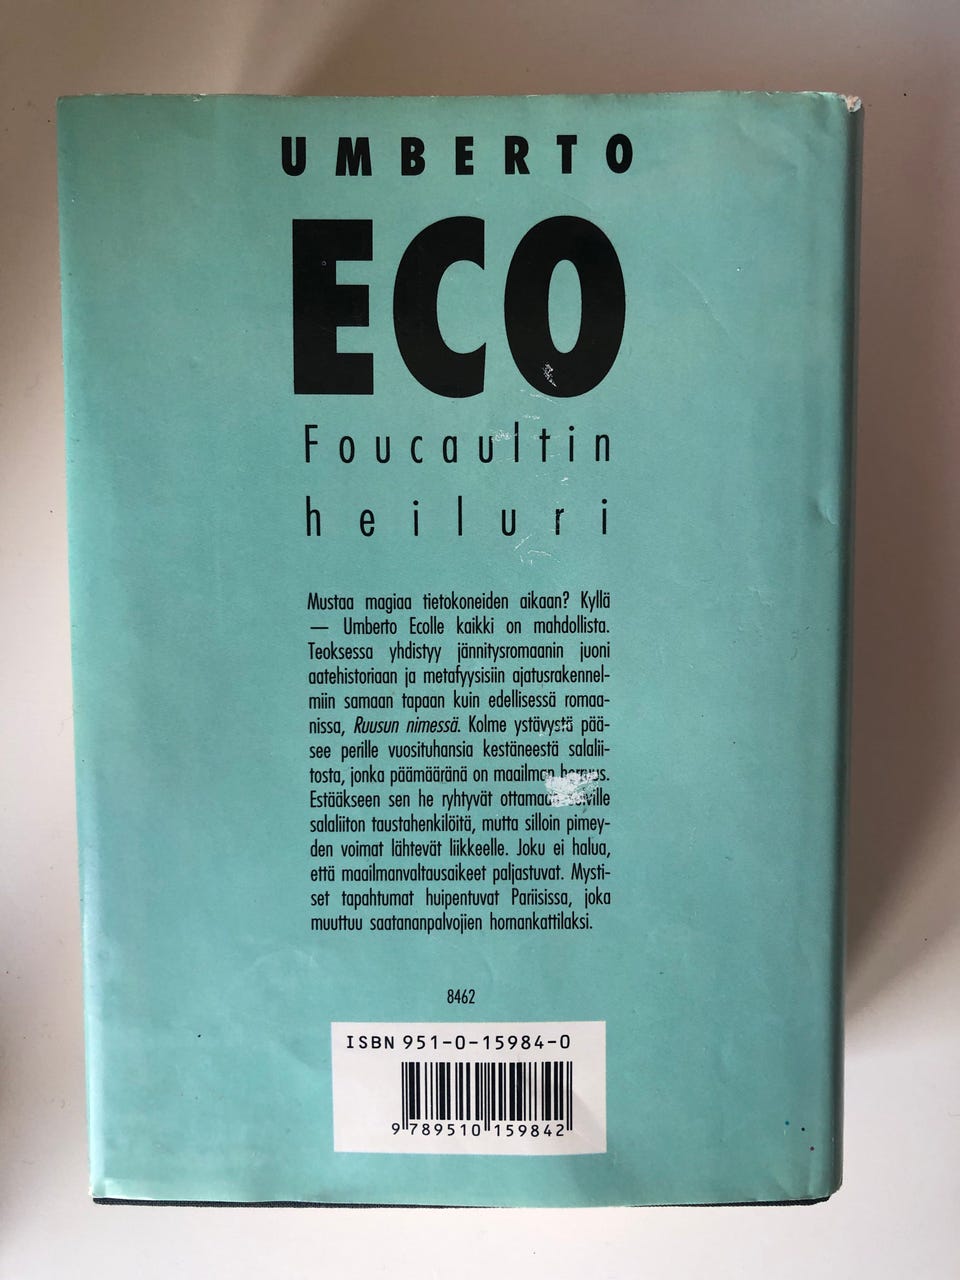 UMBERTO
ECO
Foucaultin
heiluri
Mustaa magiaa tietokoneiden aikaan? Kyllä
— Umberto Ecolle kaikki on mahdollista.
Teoksessa yhdistyy jännitysromaanin juoni
aatehistoriaan ja metafyysisiin ajatusrakennel-
miin samaan tapaan kuin edellisessä romaa-
nissa, Ruusun nimessä. Kolme ystävystä pää-
see perille vuosituhansia kestäneestä salalii-
tosta, jonka päämääränä on maailman
Estääkseen sen he ryhtyvät ottamaan selville
salaliiton taustahenkilöitä, mutta silloin pimey-
den voimat lähtevät liikkeelle. Joku ei halua,
että maailmanvaltausaikeet paljastuvat. Mysti-
set tapahtumat huipentuvat Pariisissa, joka
muuttuu saatananpalvojien hornankattilaksi.
8462
ISBN 951-0-15984-0
9 789510 159842